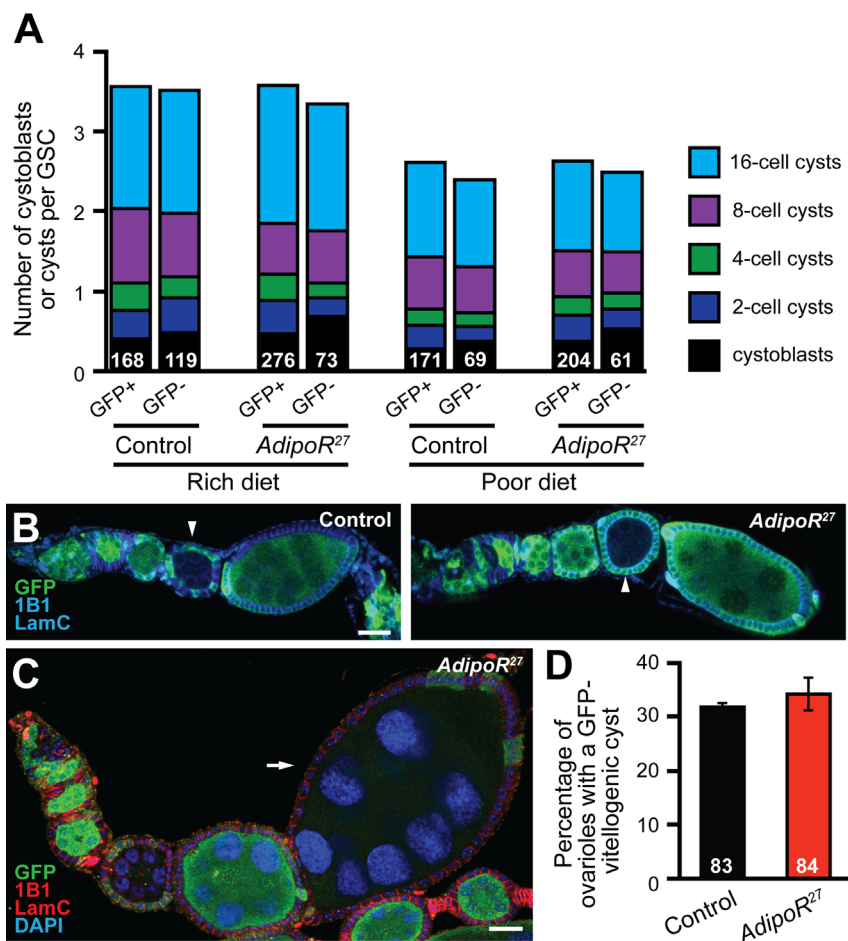 A
Number of cystoblasts
or cysts per GSC
4
3
2
1
0
168
119
276
73
171
69
204
61
GFP+
GFP-
GFP+
GFP-
GFP+
GFP-
GFP+
GFP-
Control
AdipoR27
Control
AdipoR27
Rich diet
Poor diet
16-cell cysts
8-cell cysts
4-cell cysts
2-cell cysts
cystoblasts
B
Control
GFP
1B1
LamC
AdipoR27
C
AdipoR27
GFP
1B1
LamC
DAPI
D
Percentage of
ovarioles with a GFP-
vitellogenic cyst
40
30
20
10
0
83
84
Control
AdipoR27